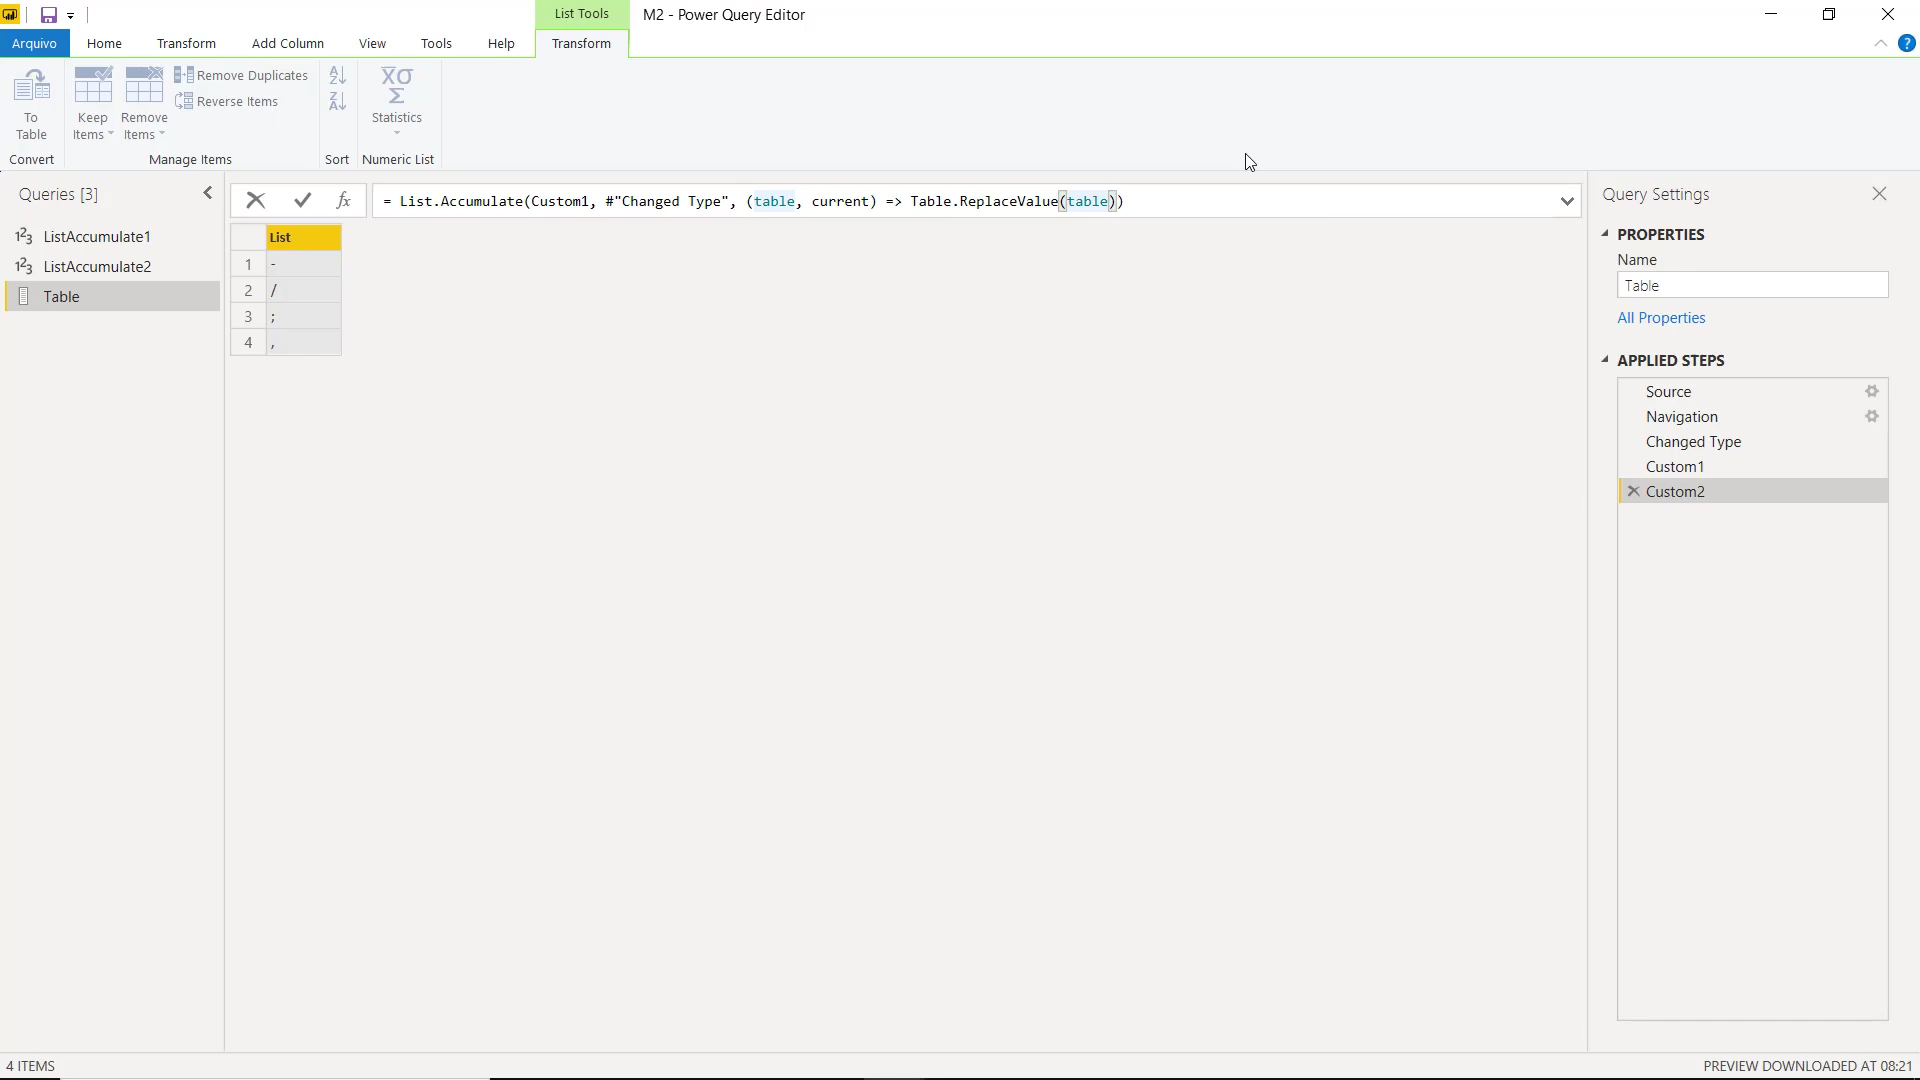 List Tools
M2 - Power Query Editor
Arquivo
Home
Transform
Add Column
View
Tools
Help
Transform
To
Table
Keep
Items
Remove
Items
Remove Duplicates
Reverse Items
Statistics
Convert
Manage Items
Sort
Numeric List
Queries [3]
ListAccumulate1
ListAccumulate2
Table
fx
= List.Accumulate(Custom1, #"Changed Type", (table, current) => Table.ReplaceValue(table))
List
1 -
2 /
3 ;
4 ,
Query Settings
PROPERTIES
Name
Table
All Properties
APPLIED STEPS
Source
Navigation
Changed Type
Custom1
Custom2
4 ITEMS
PREVIEW DOWNLOADED AT 08:21